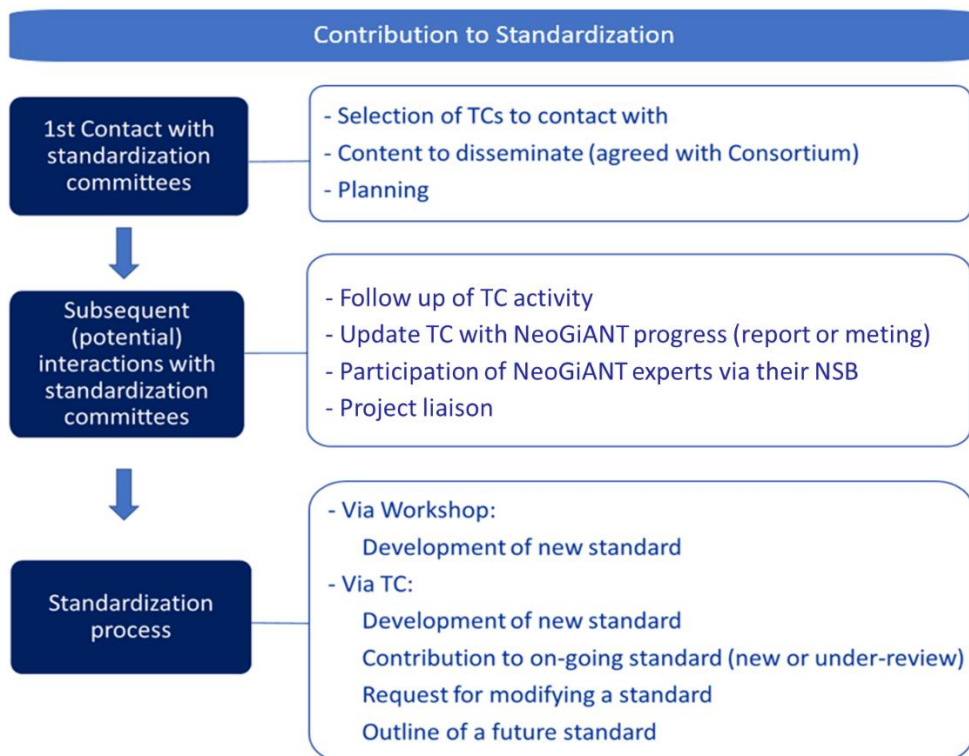 Contribution to Standardization
1st Contact with
standardization
committees
- Selection of TCs to contact with
- Content to disseminate (agreed with Consortium)
- Planning
Subsequent
(potential)
interactions with
standardization
committees
- Follow up of TC activity
- Update TC with NeoGiANT progress (report or meting)
- Participation of NeoGiANT experts via their NSB
- Project liaison
Standardization
process
- Via Workshop:
Development of new standard
- Via TC:
Development of new standard
Contribution to on-going standard (new or under-review)
Request for modifying a standard
Outline of a future standard